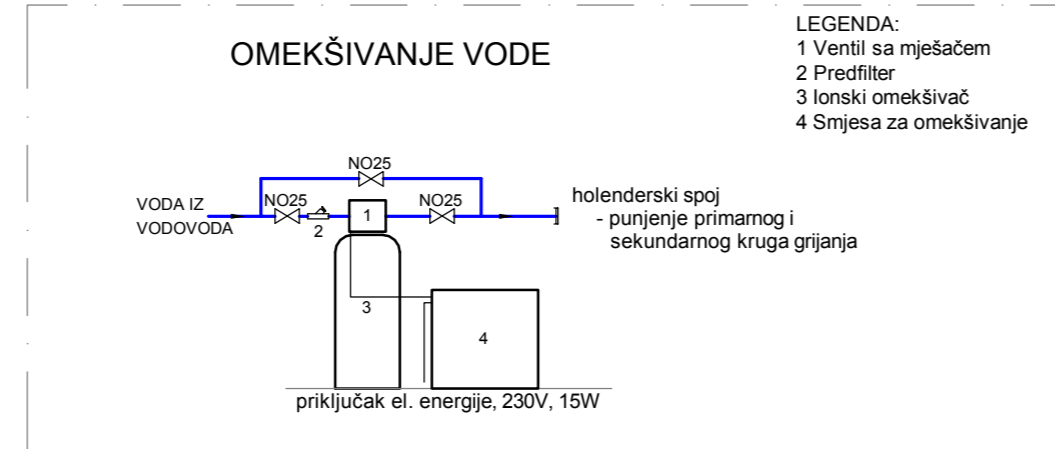 OMEKŠIVANJE VODE
LEGENDA:
1 Ventil sa mješačem
2 Predfilter
3 Ionski omekšivač
4 Smjesa za omekšivanje
NO25
VODA IZ
VODOVODA
NO25
2
1
NO25
holenderski spoj
- punjenje primarnog i
sekundarnog kruga grijanja
3
4
priključak el. energije, 230V, 15W